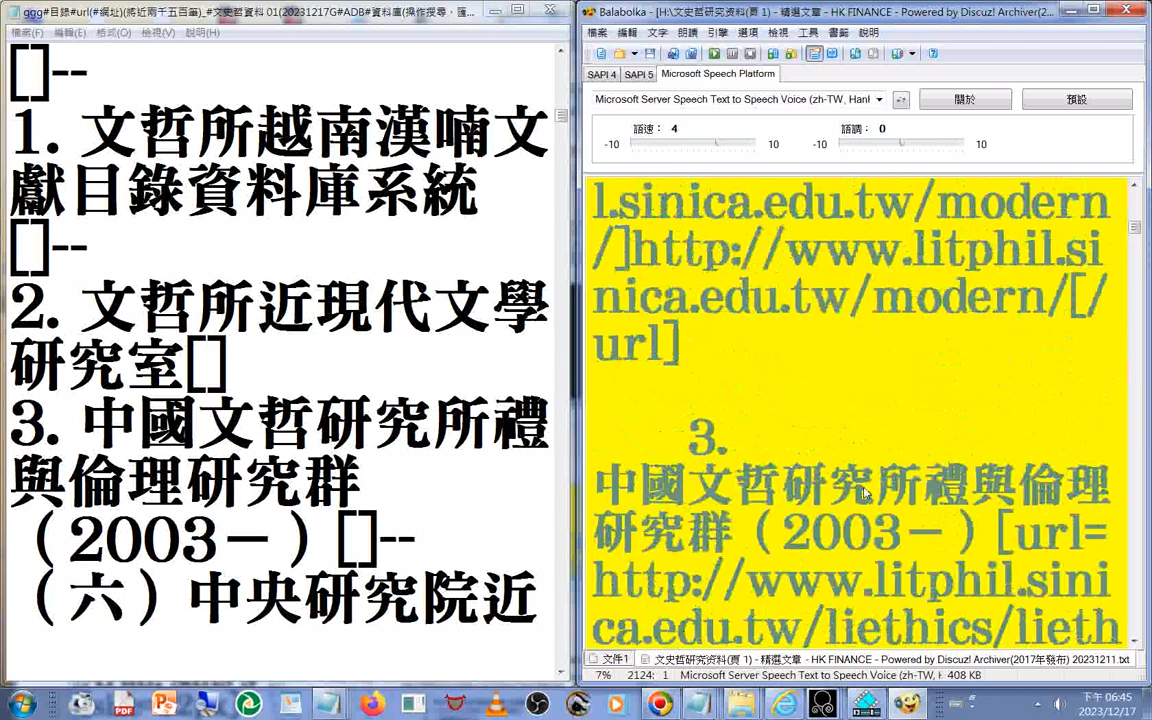 ggg#目錄#url(#網址)(將近兩千五百筆)_#文史哲資料 01(20231217G#ADB#資料庫(操作搜尋、匯...
檔案(F) 編輯(E) 格式(O) 檢視(V) 說明(H)
[]--
1. 文哲所越南漢喃文
獻目錄資料庫系統
[]--
2. 文哲所近現代文學
研究室[]
3. 中國文哲研究所禮
與倫理研究群
（2003－）[]--
（六）中央研究院近
Balabolka - [H:\文史哲研究资料(頁 1) - 精選文章 - HK FINANCE - Powered by Discuz! Archiver(2...
檔案 編輯 文字 朗讀 引擎 選項 檢視 工具 書籤 說明
SAPI 4 SAPI 5 Microsoft Speech Platform
Microsoft Server Speech Text to Speech Voice (zh-TW, Hanl
關於
預設
語速： 4
語調： 0
-10 10 -10 10
l.sinica.edu.tw/modern
/]http://www.litphil.si
nica.edu.tw/modern/[/
url]
3.
中國文哲研究所禮與倫理
研究群（2003－）[url=
http://www.litphil.sini
ca.edu.tw/liethics/lieth
文件1 文史哲研究资料(頁 1) - 精選文章 - HK FINANCE - Powered by Discuz! Archiver(2017年發布) 20231211.txt
7% 2124: 1 Microsoft Server Speech Text to Speech Voice (zh-TW, H 408 KB
下午 06:45
2023/12/17